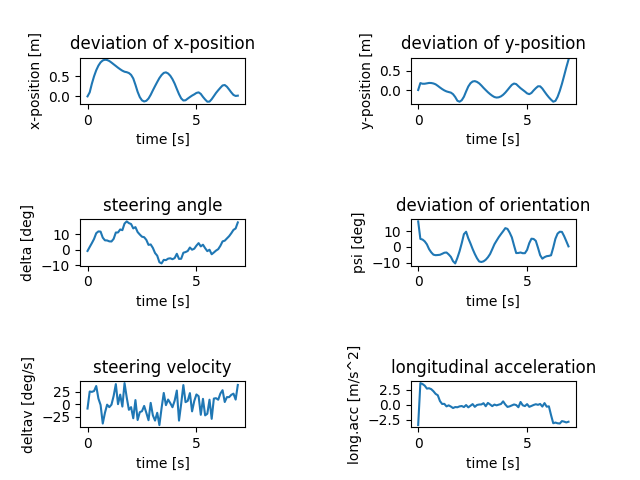 deviation of x-position
x-position [m]
0.5
0.0
0
5
time [s]
deviation of y-position
y-position [m]
0.5
0.0
0
5
time [s]
steering angle
delta [deg]
10
0
−10
0
5
time [s]
deviation of orientation
psi [deg]
10
0
−10
0
5
time [s]
steering velocity
deltav [deg/s]
25
0
−25
0
5
time [s]
longitudinal acceleration
long.acc [m/s^2]
2.5
0.0
−2.5
0
5
time [s]